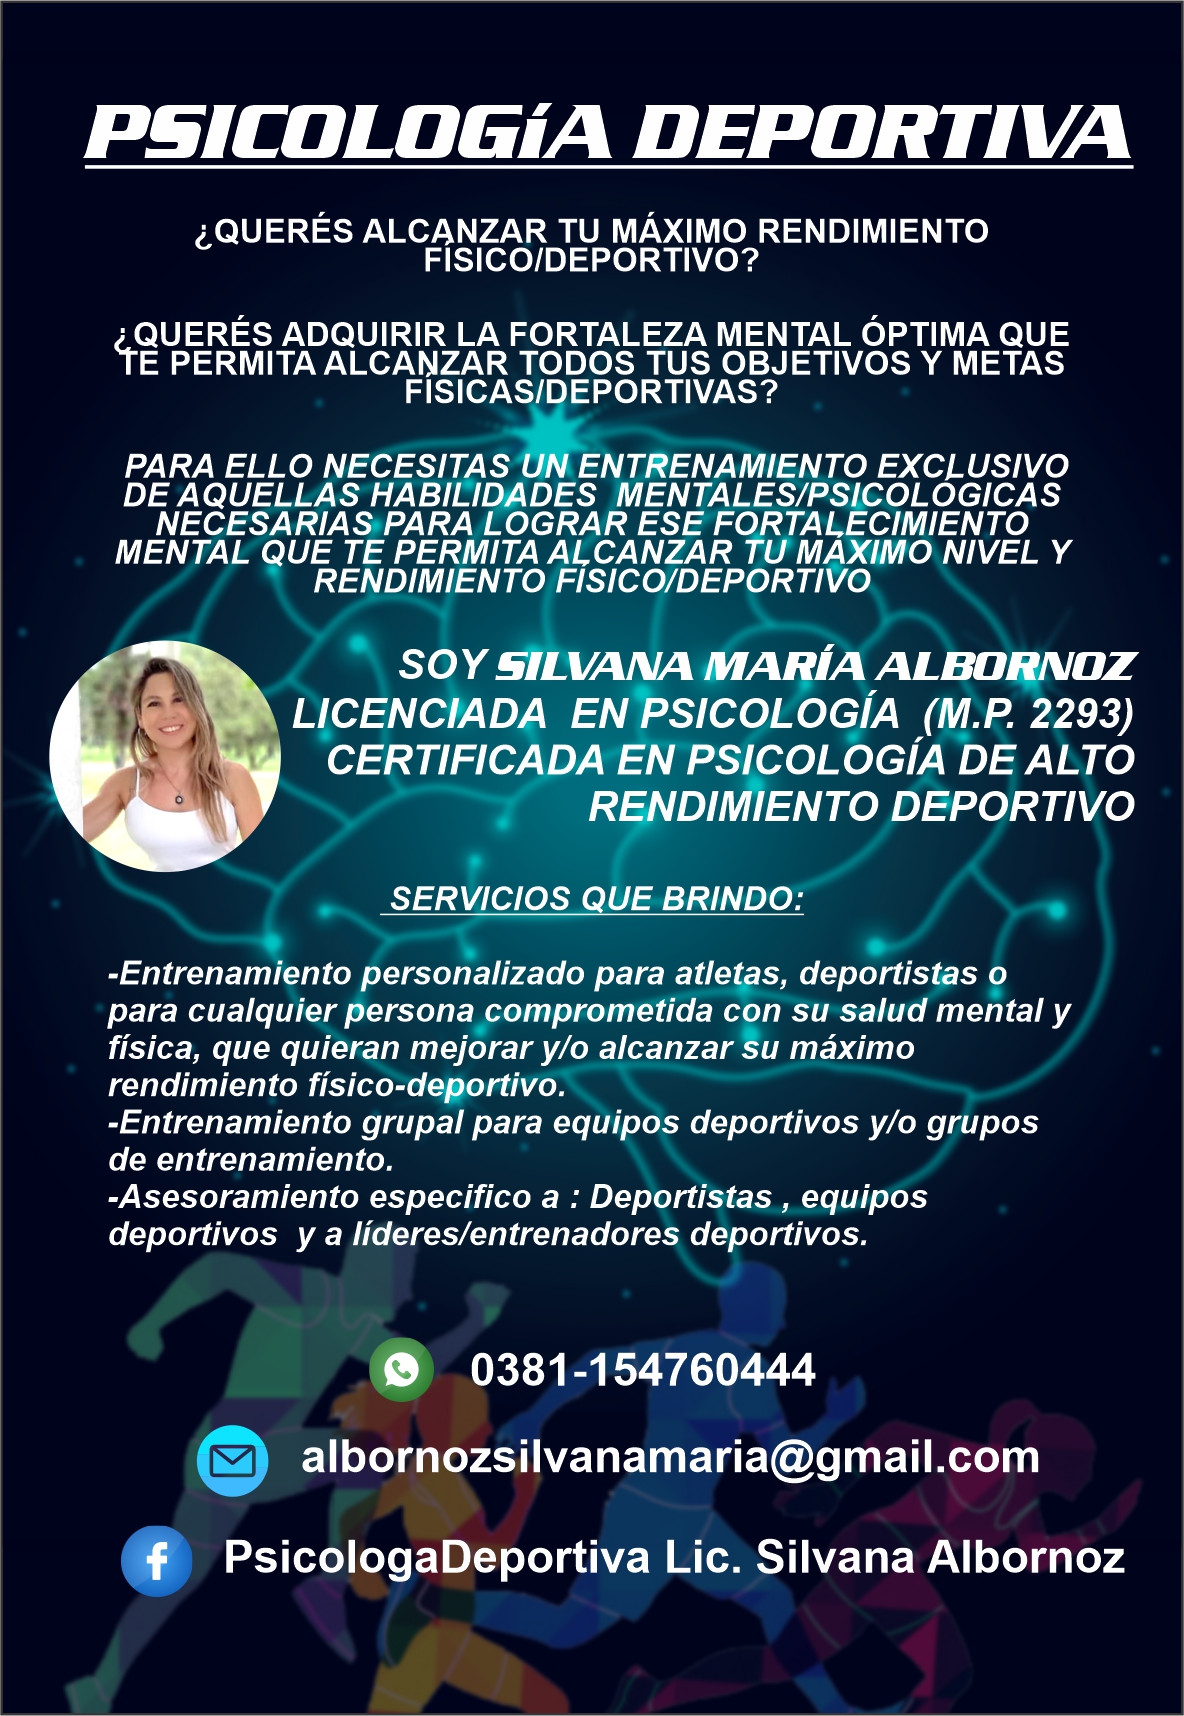 PSICOLOGíA DEPORTIVA
¿QUERÉS ALCANZAR TU MÁXIMO RENDIMIENTO
FÍSICO/DEPORTIVO?
¿QUERÉS ADQUIRIR LA FORTALEZA MENTAL ÓPTIMA QUE
TE PERMITA ALCANZAR TODOS TUS OBJETIVOS Y METAS
FÍSICAS/DEPORTIVAS?
PARA ELLO NECESITAS UN ENTRENAMIENTO EXCLUSIVO
DE AQUELLAS HABILIDADES MENTALES/PSICOLOGICAS
NECESARIAS PARA LOGRAR ESE FORTALECIMIENTO
MENTAL QUE TE PERMITA ALCANZAR TU MÁXIMO NIVEL Y
RENDIMIENTO FÍSICO/DEPORTIVO
SOY SILVANA MARÍA ALBORNOZ
LICENCIADA EN PSICOLOGÍA (M.P. 2293)
CERTIFICADA EN PSICOLOGÍA DE ALTO
RENDIMIENTO DEPORTIVO
SERVICIOS QUE BRINDO:
-Entrenamiento personalizado para atletas, deportistas o
para cualquier persona comprometida con su salud mental y
física, que quieran mejorar y/o alcanzar su máximo
rendimiento físico-deportivo.
-Entrenamiento grupal para equipos deportivos y/o grupos
de entrenamiento.
-Asesoramiento especifico a : Deportistas , equipos
deportivos y a líderes/entrenadores deportivos.
0381-154760444
albornozsilvanamaria@gmail.com
PsicologaDeportiva Lic. Silvana Albornoz